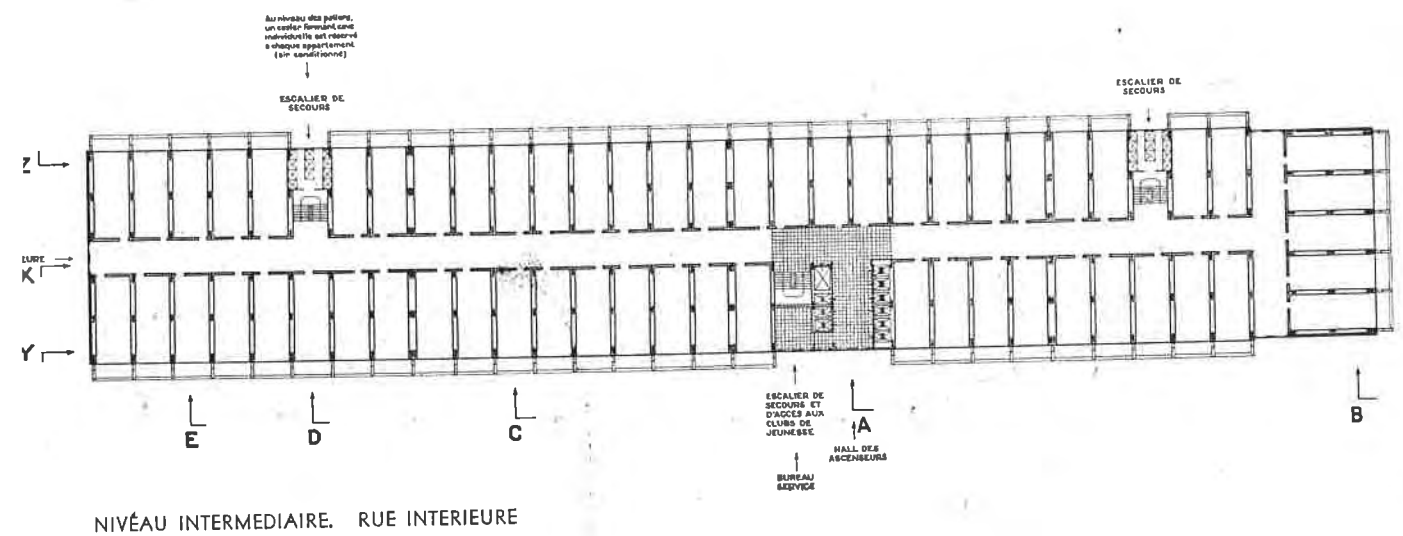 Au niveau des paliers,
un casier formant cave
individuelle est réservé
a chaque appartement
(air conditionné)
ESCALIER DE
SECOURS
ESCALIER DE
SECOURS
Z
EURE
K
Y
E
D
C
A
B
ESCALIER DE
SECOURS ET
D'ACCÈS AUX
CLUBS DE
JEUNESSE
HALL DES
ASCENSEURS
BUREAU
SERVICE
NIVÉAU INTERMEDIAIRE. RUE INTERIEURE